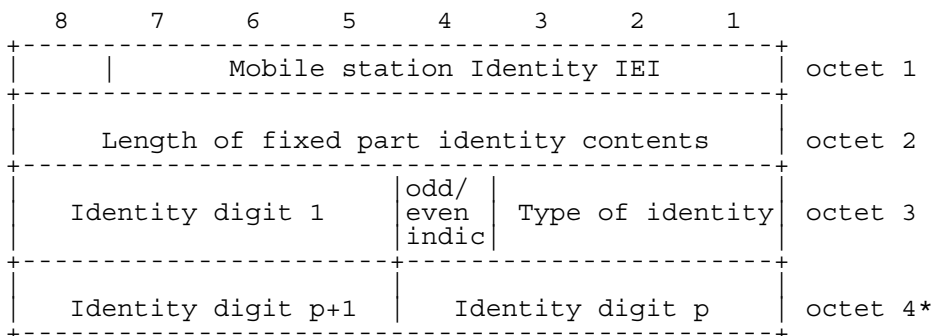 8 7 6 5 4 3 2 1
Mobile station Identity IEI octet 1
Length of fixed part identity contents octet 2
odd/
Identity digit 1 even Type of identity octet 3
indic
Identity digit p+1 Identity digit p octet 4*